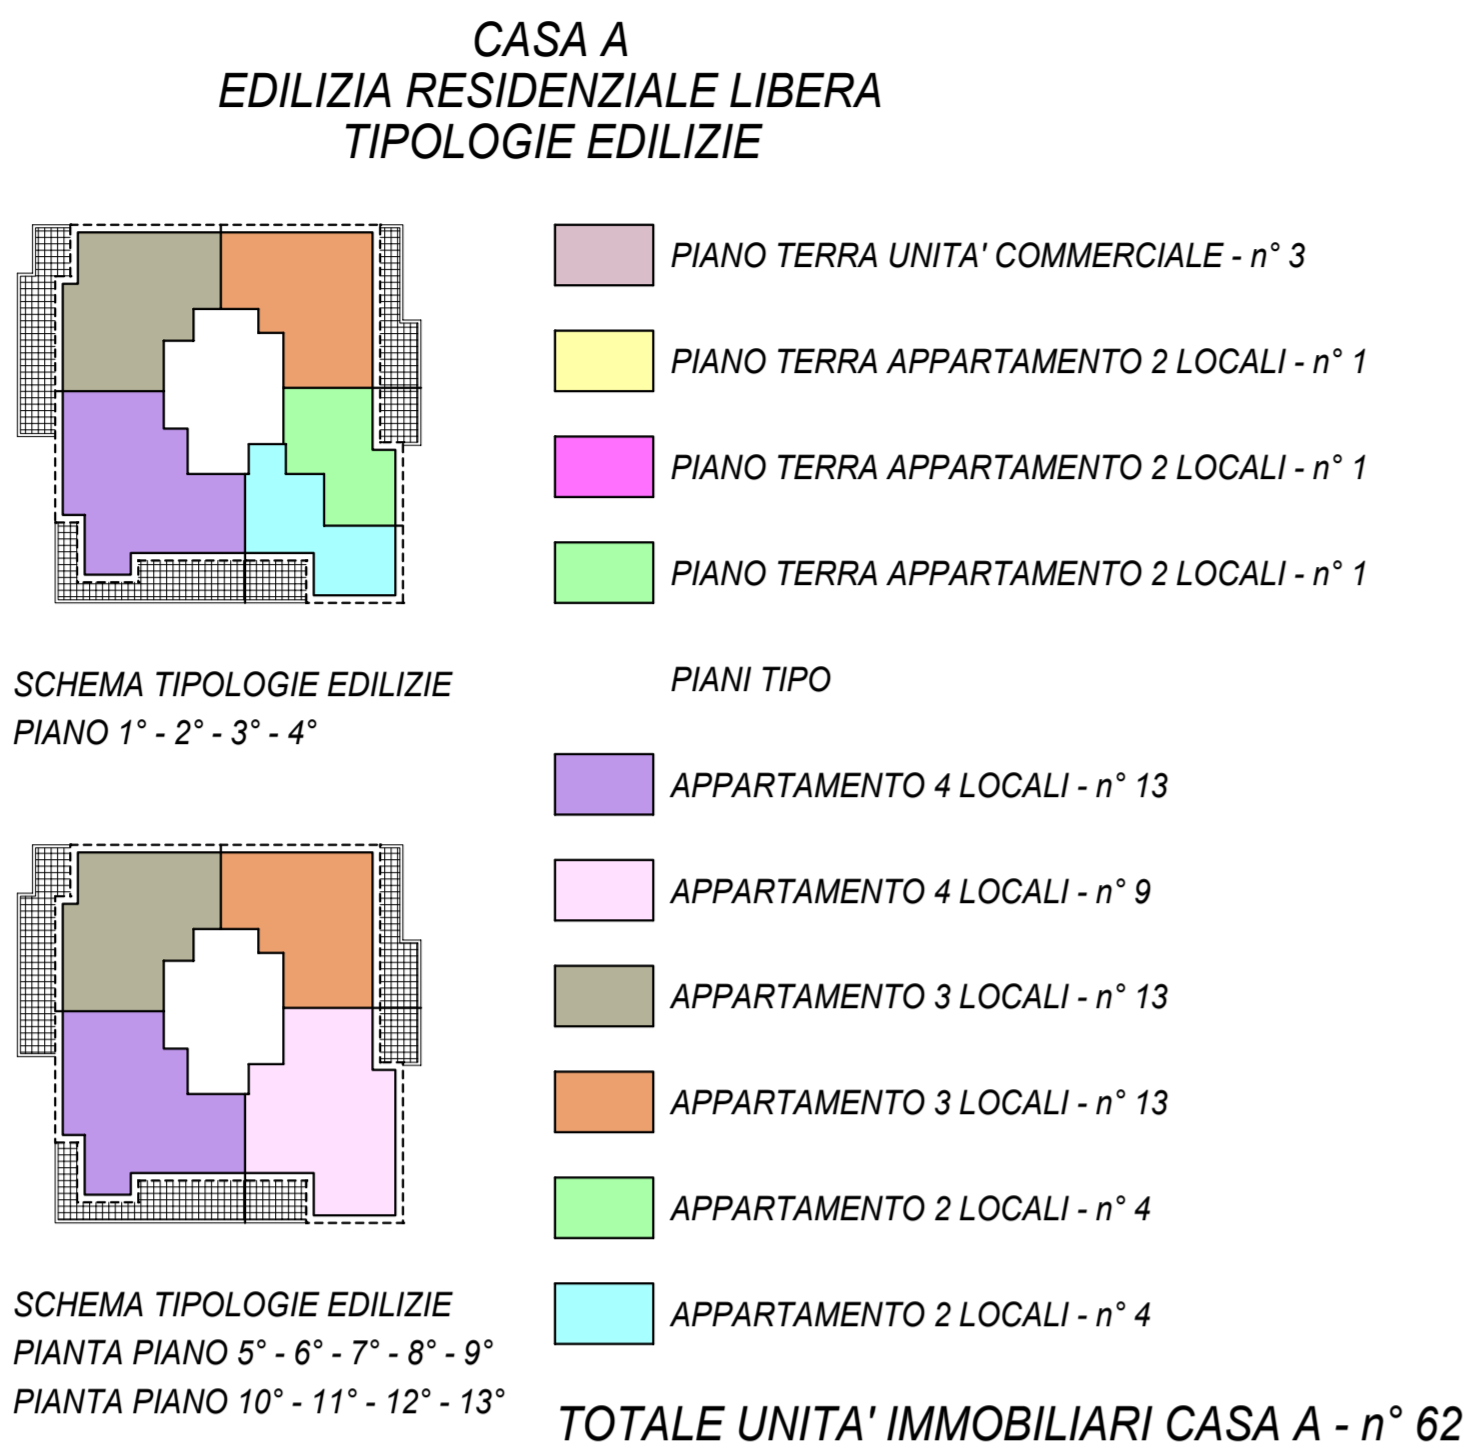 CASA A
EDILIZIA RESIDENZIALE LIBERA
TIPOLOGIE EDILIZIE
PIANO TERRA UNITA' COMMERCIALE - n° 3
PIANO TERRA APPARTAMENTO 2 LOCALI - n° 1
PIANO TERRA APPARTAMENTO 2 LOCALI - n° 1
PIANO TERRA APPARTAMENTO 2 LOCALI - n° 1
SCHEMA TIPOLOGIE EDILIZIE
PIANO 1° - 2° - 3° - 4°
PIANI TIPO
APPARTAMENTO 4 LOCALI - n° 13
APPARTAMENTO 4 LOCALI - n° 9
APPARTAMENTO 3 LOCALI - n° 13
APPARTAMENTO 3 LOCALI - n° 13
APPARTAMENTO 2 LOCALI - n° 4
APPARTAMENTO 2 LOCALI - n° 4
SCHEMA TIPOLOGIE EDILIZIE
PIANTA PIANO 5° - 6° - 7° - 8° - 9°
PIANTA PIANO 10° - 11° - 12° - 13°
TOTALE UNITA' IMMOBILIARI CASA A - n° 62